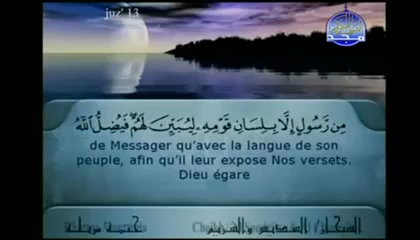 juz' 13
مِن رَّسُولٍ إِلَّا بِلِسَانِ قَوْمِهِ لِيُبَيِّنَ لَهُمْ فَيُضِلُّ اللَّهُ
de Messager qu'avec la langue de son
peuple, afin qu'il leur expose Nos versets.
Dieu égare